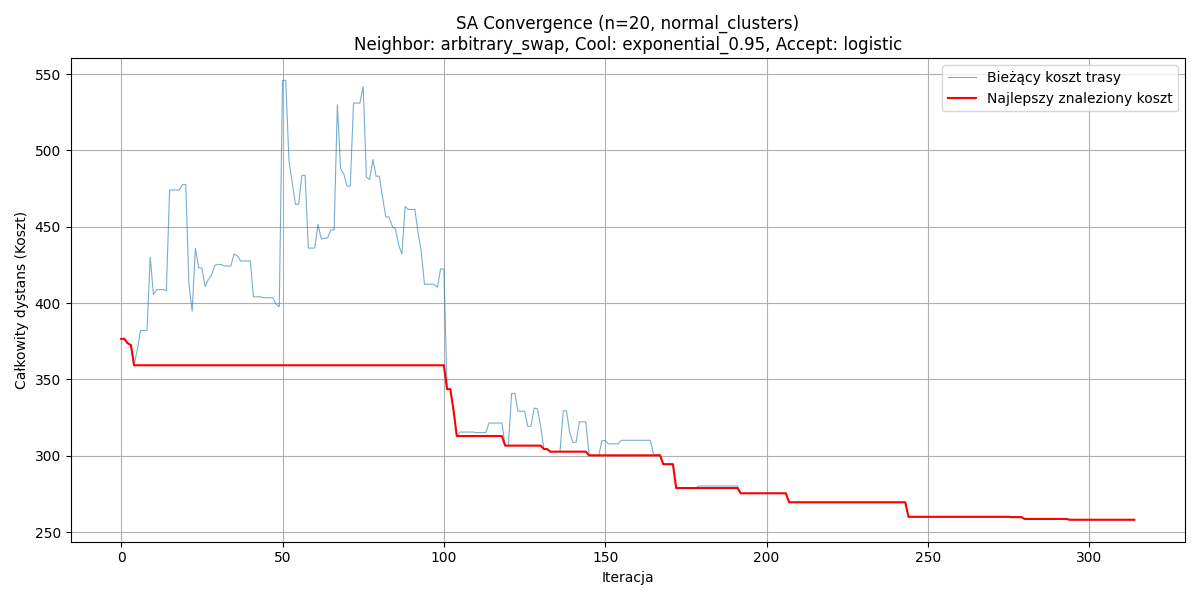 SA Convergence (n=20, normal_clusters)
Neighbor: arbitrary_swap, Cool: exponential_0.95, Accept: logistic
Bieżący koszt trasy
Najlepszy znaleziony koszt
Całkowity dystans (Koszt)
550
500
450
400
350
300
250
0 50 100 150 200 250 300
Iteracja